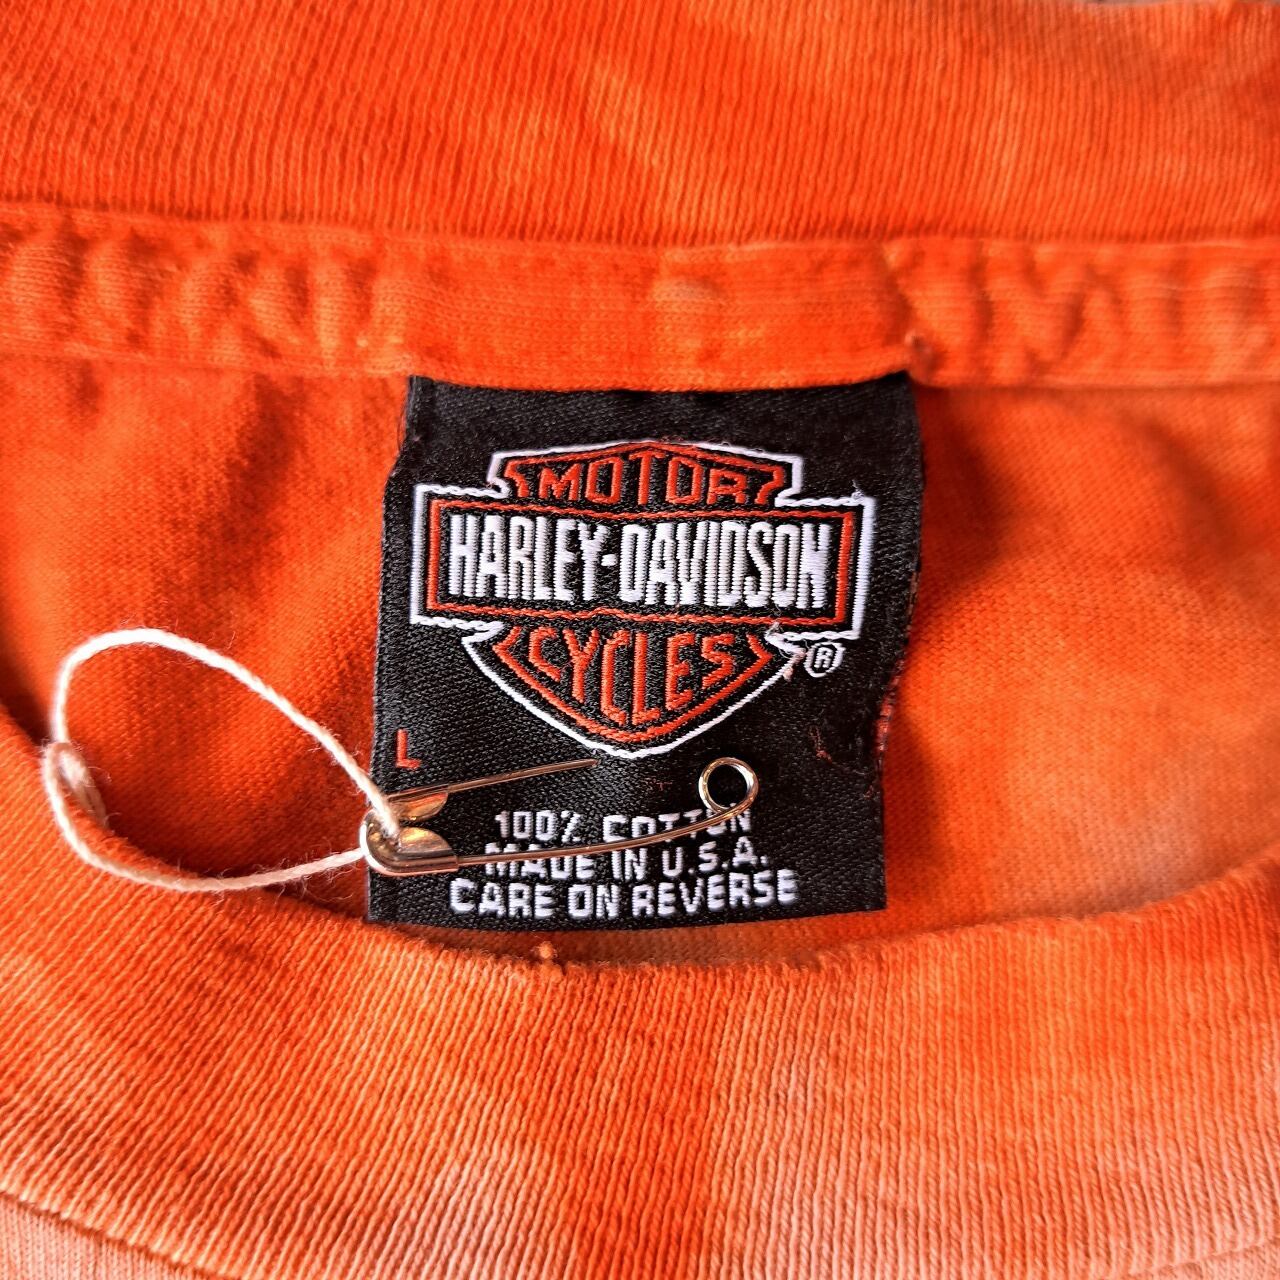 MOTOR
HARLEY-DAVIDSON
CYCLES
®
L
100% COTTON
MADE IN U.S.A.
CARE ON REVERSE